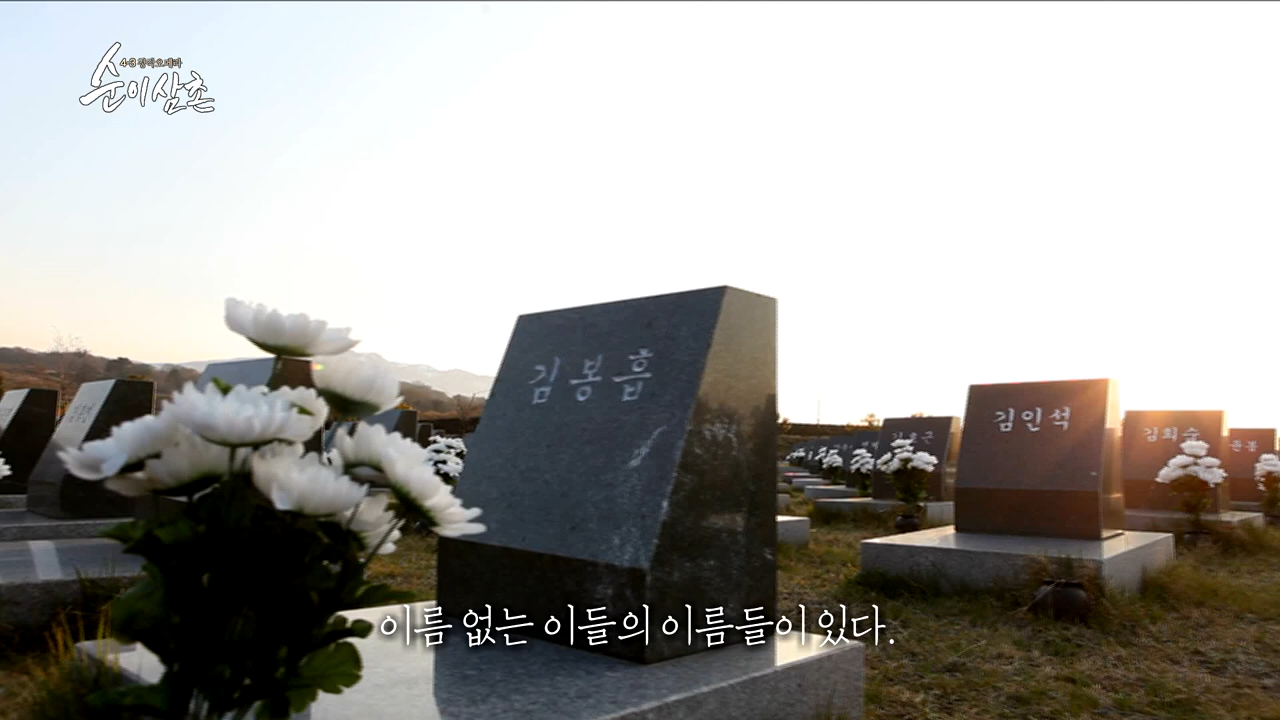 4·3 창작오페라
순이삼촌
김봉흡
김인석
김희숙
이름 없는 이들의 이름들이 있다.